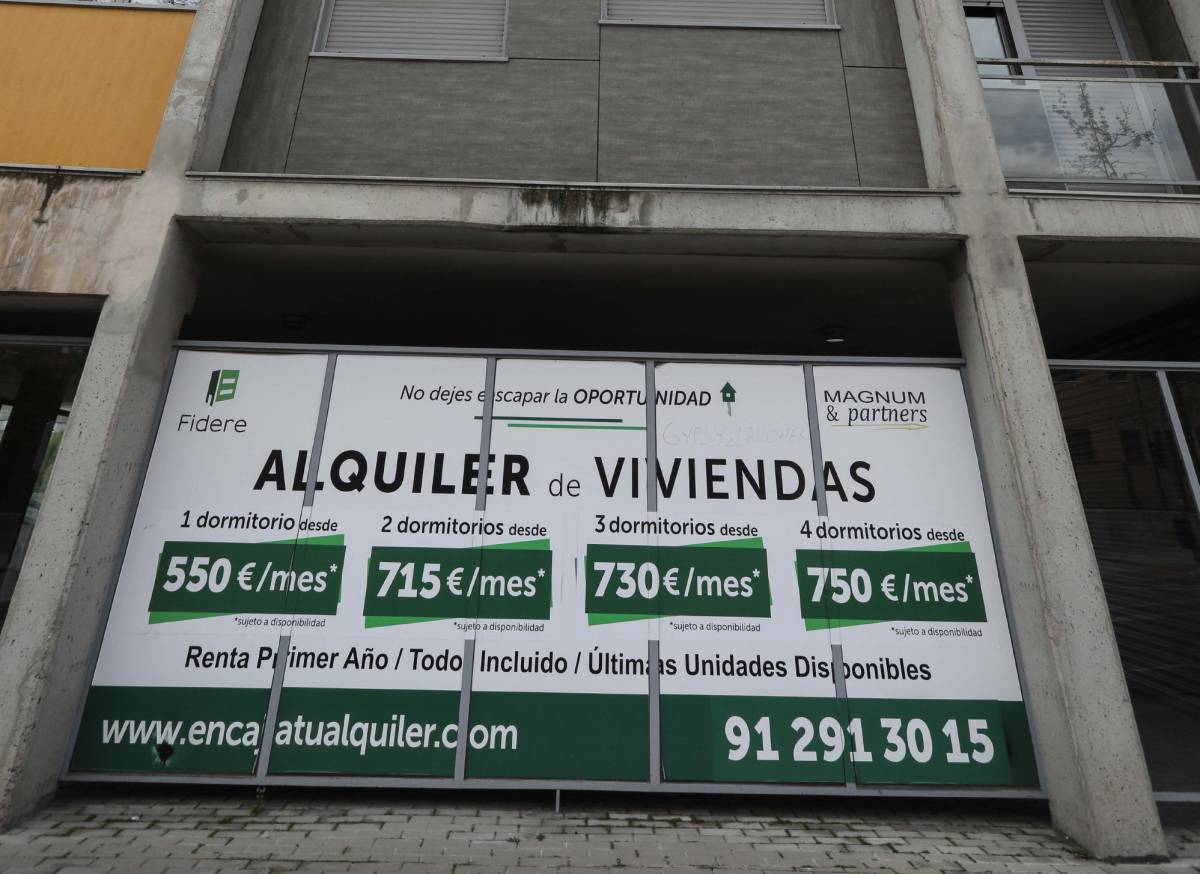 Fidere
No dejes escapar la OPORTUNIDAD
MAGNUM
& partners
ALQUILER de VIVIENDAS
1 dormitorio desde
550 €/mes*
*sujeto a disponibilidad
2 dormitorios desde
715 €/mes*
*sujeto a disponibilidad
3 dormitorios desde
730 €/mes*
*sujeto a disponibilidad
4 dormitorios desde
750 €/mes*
*sujeto a disponibilidad
Renta Primer Año / Todo Incluido / Últimas Unidades Disponibles
www.encajatualquiler.com
91 291 30 15